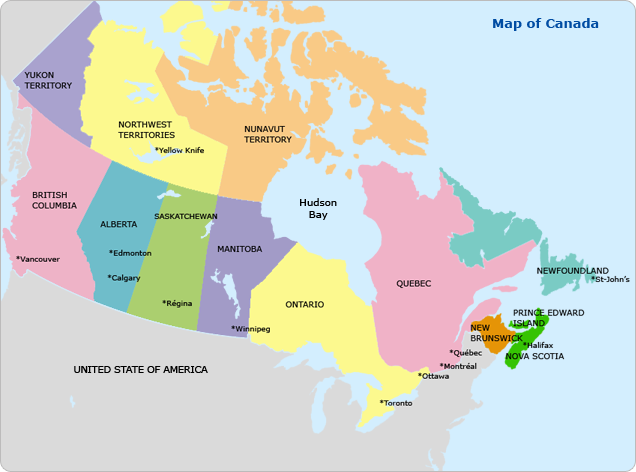 Map of Canada
YUKON
TERRITORY
NORTHWEST
TERRITORIES
*Yellow Knife
NUNAVUT
TERRITORY
BRITISH
COLUMBIA
*Vancouver
ALBERTA
*Edmonton
*Calgary
SASKATCHEWAN
*Régina
MANITOBA
*Winnipeg
Hudson
Bay
ONTARIO
*Toronto
*Ottawa
QUEBEC
*Québec
*Montréal
NEWFOUNDLAND
*St-John's
PRINCE EDWARD
ISLAND
NEW
BRUNSWICK
*Halifax
NOVA SCOTIA
UNITED STATE OF AMERICA